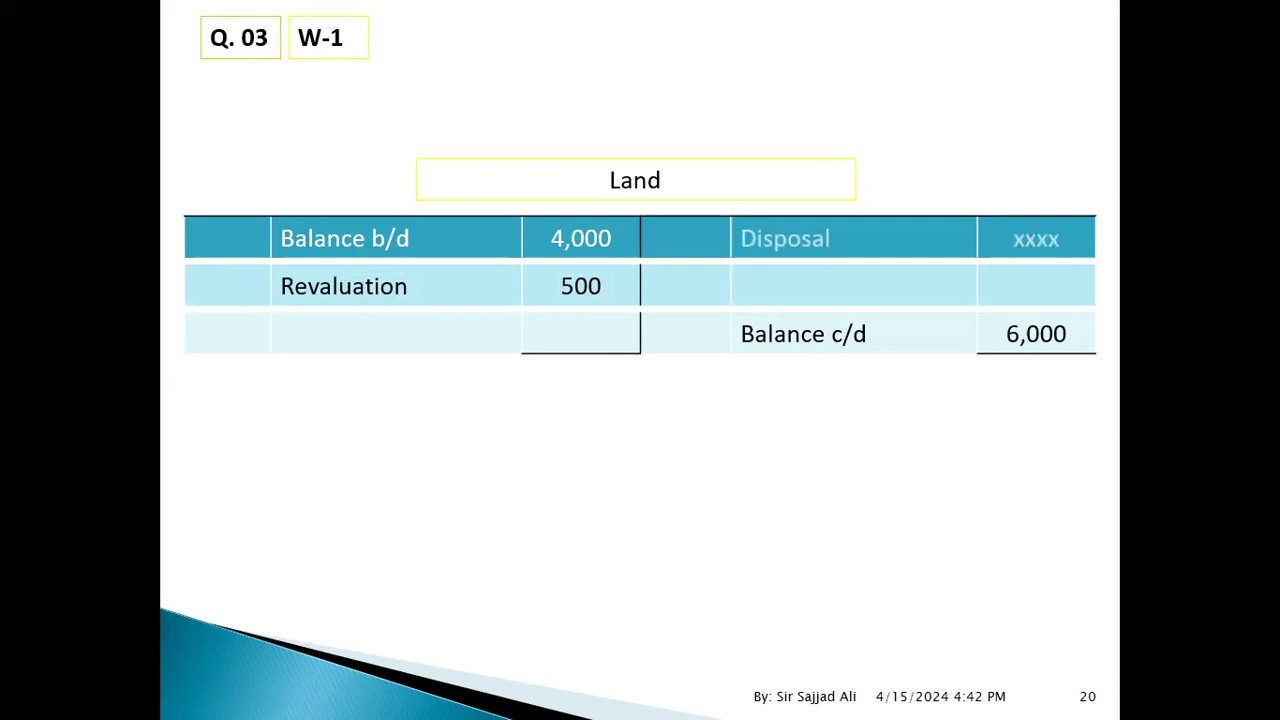 Q. 03 W-1
Land
Balance b/d 4,000 Disposal xxxx
Revaluation 500
Balance c/d 6,000
By: Sir Sajjad Ali 4/15/2024 4:42 PM 20